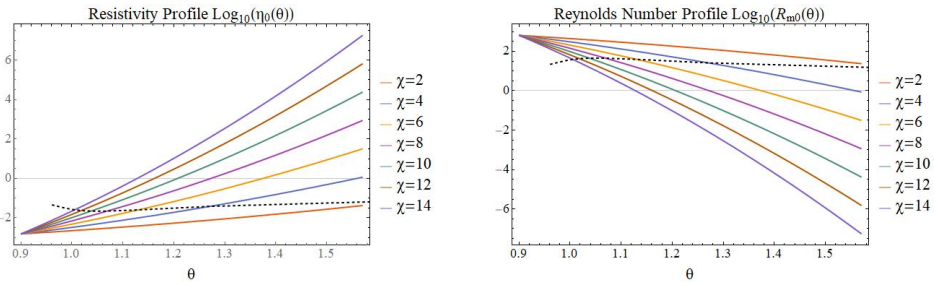 Resistivity Profile Log₁₀(η₀(θ))
6
4
2
0
-2
0.9 1.0 1.1 1.2 1.3 1.4 1.5
θ
χ=2
χ=4
χ=6
χ=8
χ=10
χ=12
χ=14
Reynolds Number Profile Log₁₀(Rₘ₀(θ))
2
0
-2
-4
-6
0.9 1.0 1.1 1.2 1.3 1.4 1.5
θ
χ=2
χ=4
χ=6
χ=8
χ=10
χ=12
χ=14